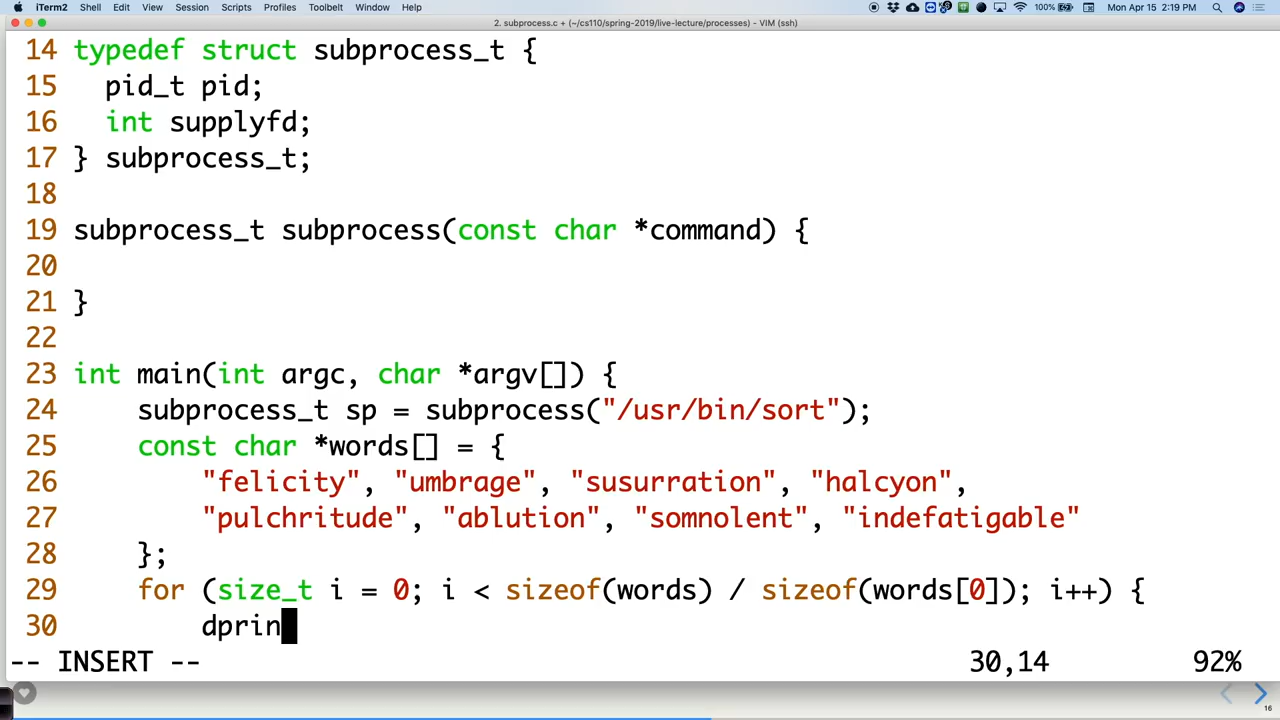 iTerm2 Shell Edit View Session Scripts Profiles Toolbelt Window Help 100% Mon Apr 15 2:19 PM
2. subprocess.c + (~/cs110/spring-2019/live-lecture/processes) - VIM (ssh)
14 typedef struct subprocess_t {
15   pid_t pid;
16   int supplyfd;
17 } subprocess_t;
18
19 subprocess_t subprocess(const char *command) {
20
21 }
22
23 int main(int argc, char *argv[]) {
24     subprocess_t sp = subprocess("/usr/bin/sort");
25     const char *words[] = {
26         "felicity", "umbrage", "susurration", "halcyon",
27         "pulchritude", "ablution", "somnolent", "indefatigable"
28     };
29     for (size_t i = 0; i < sizeof(words) / sizeof(words[0]); i++) {
30         dprin
-- INSERT -- 30,14 92%
16